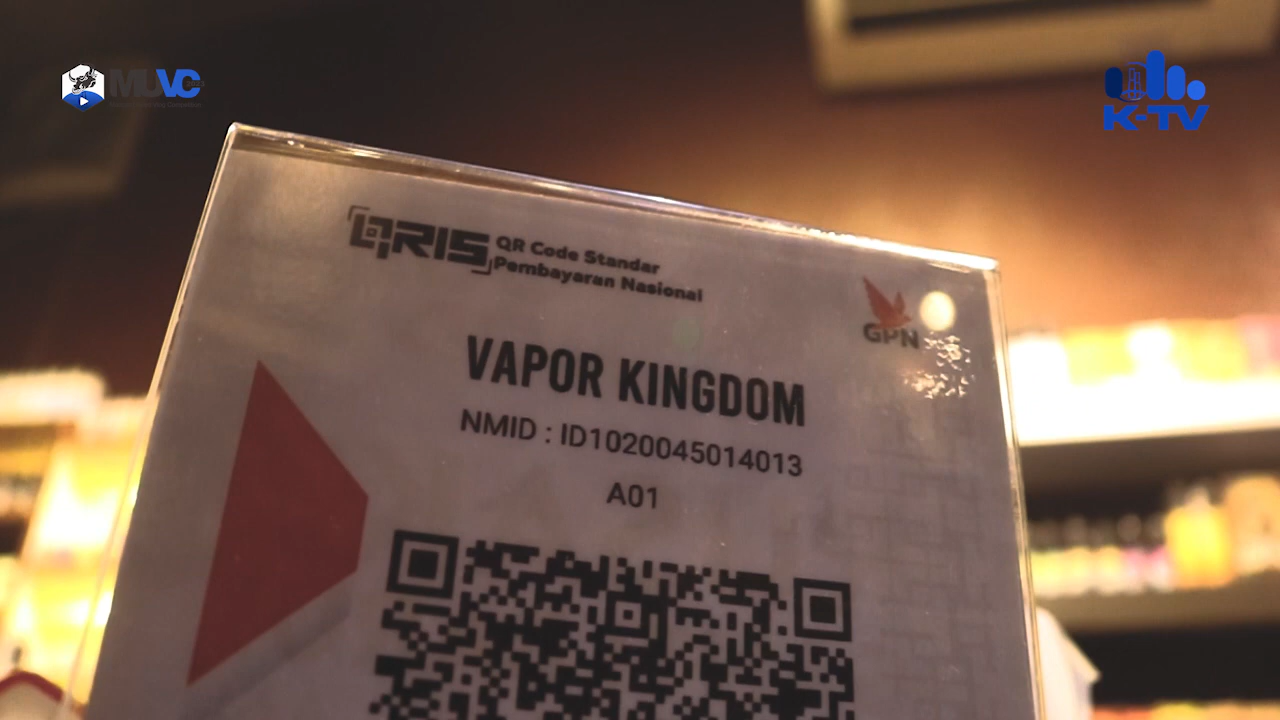 MUVC
K-TV
QRIS
QR Code Standar
Pembayaran Nasional
GPN
VAPOR KINGDOM
NMID : ID1020045014013
A01